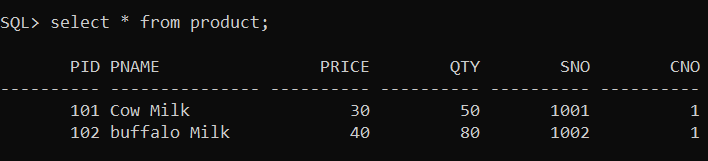 SQL> select * from product;
PID PNAME PRICE QTY SNO CNO
---------- --------------- ---------- ---------- ---------- ----------
101 Cow Milk 30 50 1001 1
102 buffalo Milk 40 80 1002 1